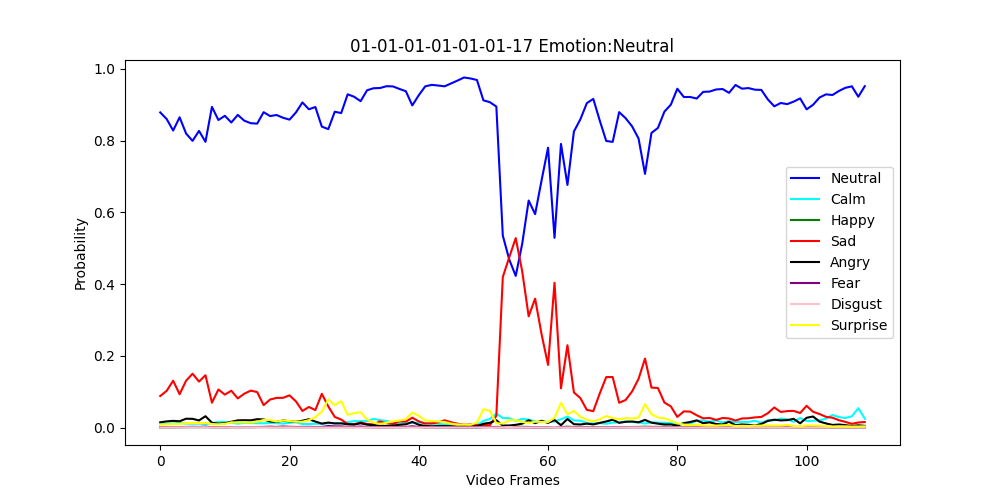 01-01-01-01-01-01-17 Emotion:Neutral
1.0
0.8
0.6
0.4
0.2
0.0
Probability
Neutral
Calm
Happy
Sad
Angry
Fear
Disgust
Surprise
0 20 40 60 80 100
Video Frames